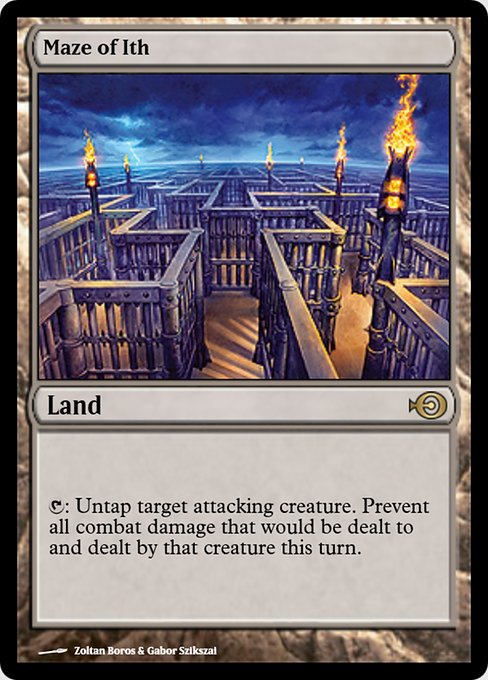 Maze of Ith
Land
: Untap target attacking creature. Prevent
all combat damage that would be dealt to
and dealt by that creature this turn.
Zoltan Boros & Gabor Szikszai